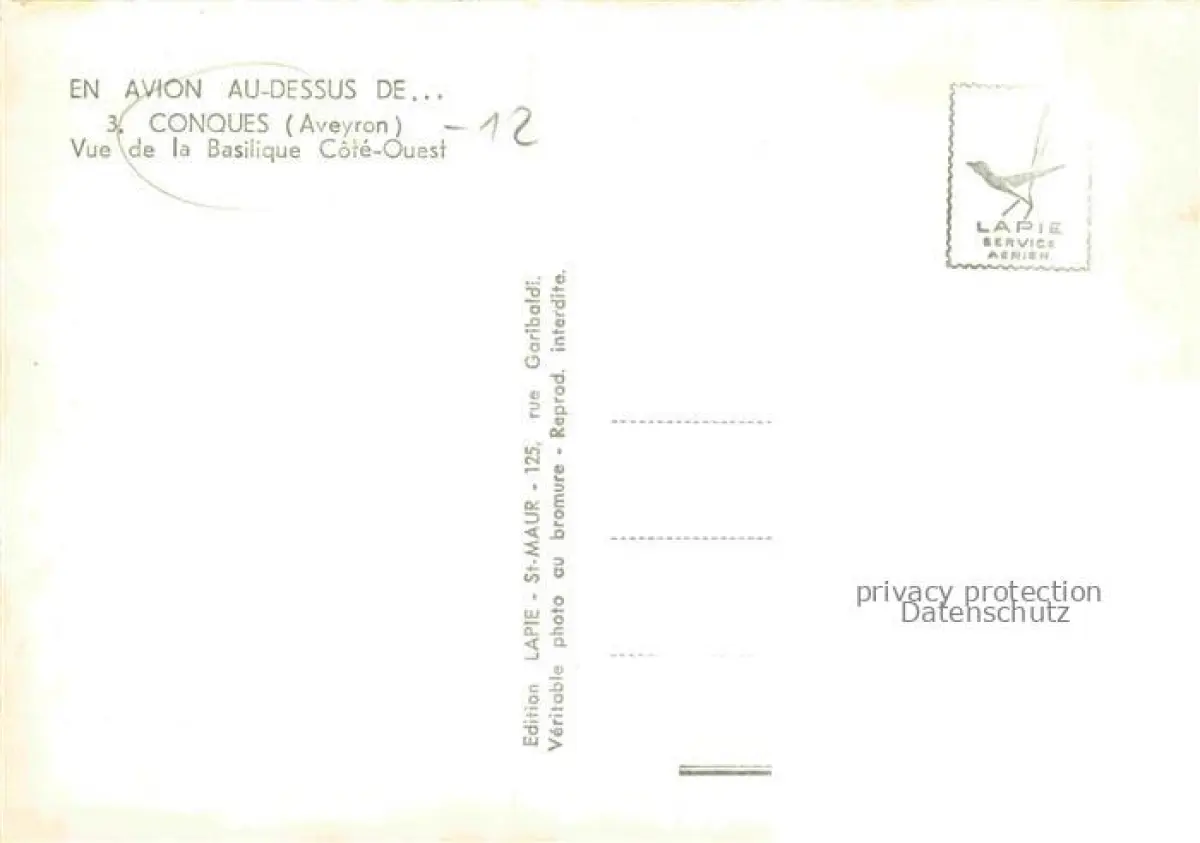 EN AVION AU-DESSUS DE...
3. CONQUES (Aveyron)
Vue de la Basilique Côté-Ouest
-12
LAPIE
SERVICE
AERIEN
Edition LAPIE - St-MAUR - 125, rue Garibaldi.
Véritable photo au bromure - Reprod. interdite.
privacy protection
Datenschutz